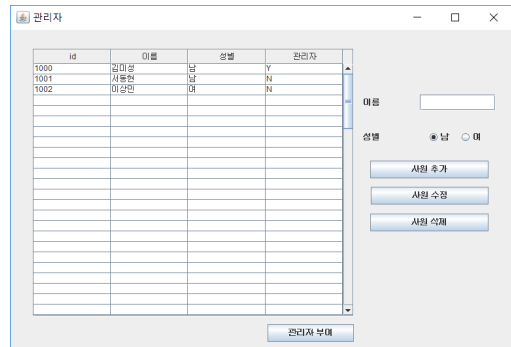 관리자
id 이름 성별 관리자
1000 김미성 남 Y
1001 서동현 남 N
1002 이상민 여 N
이름
성별 남 여
사원 추가
사원 수정
사원 삭제
관리자 부여